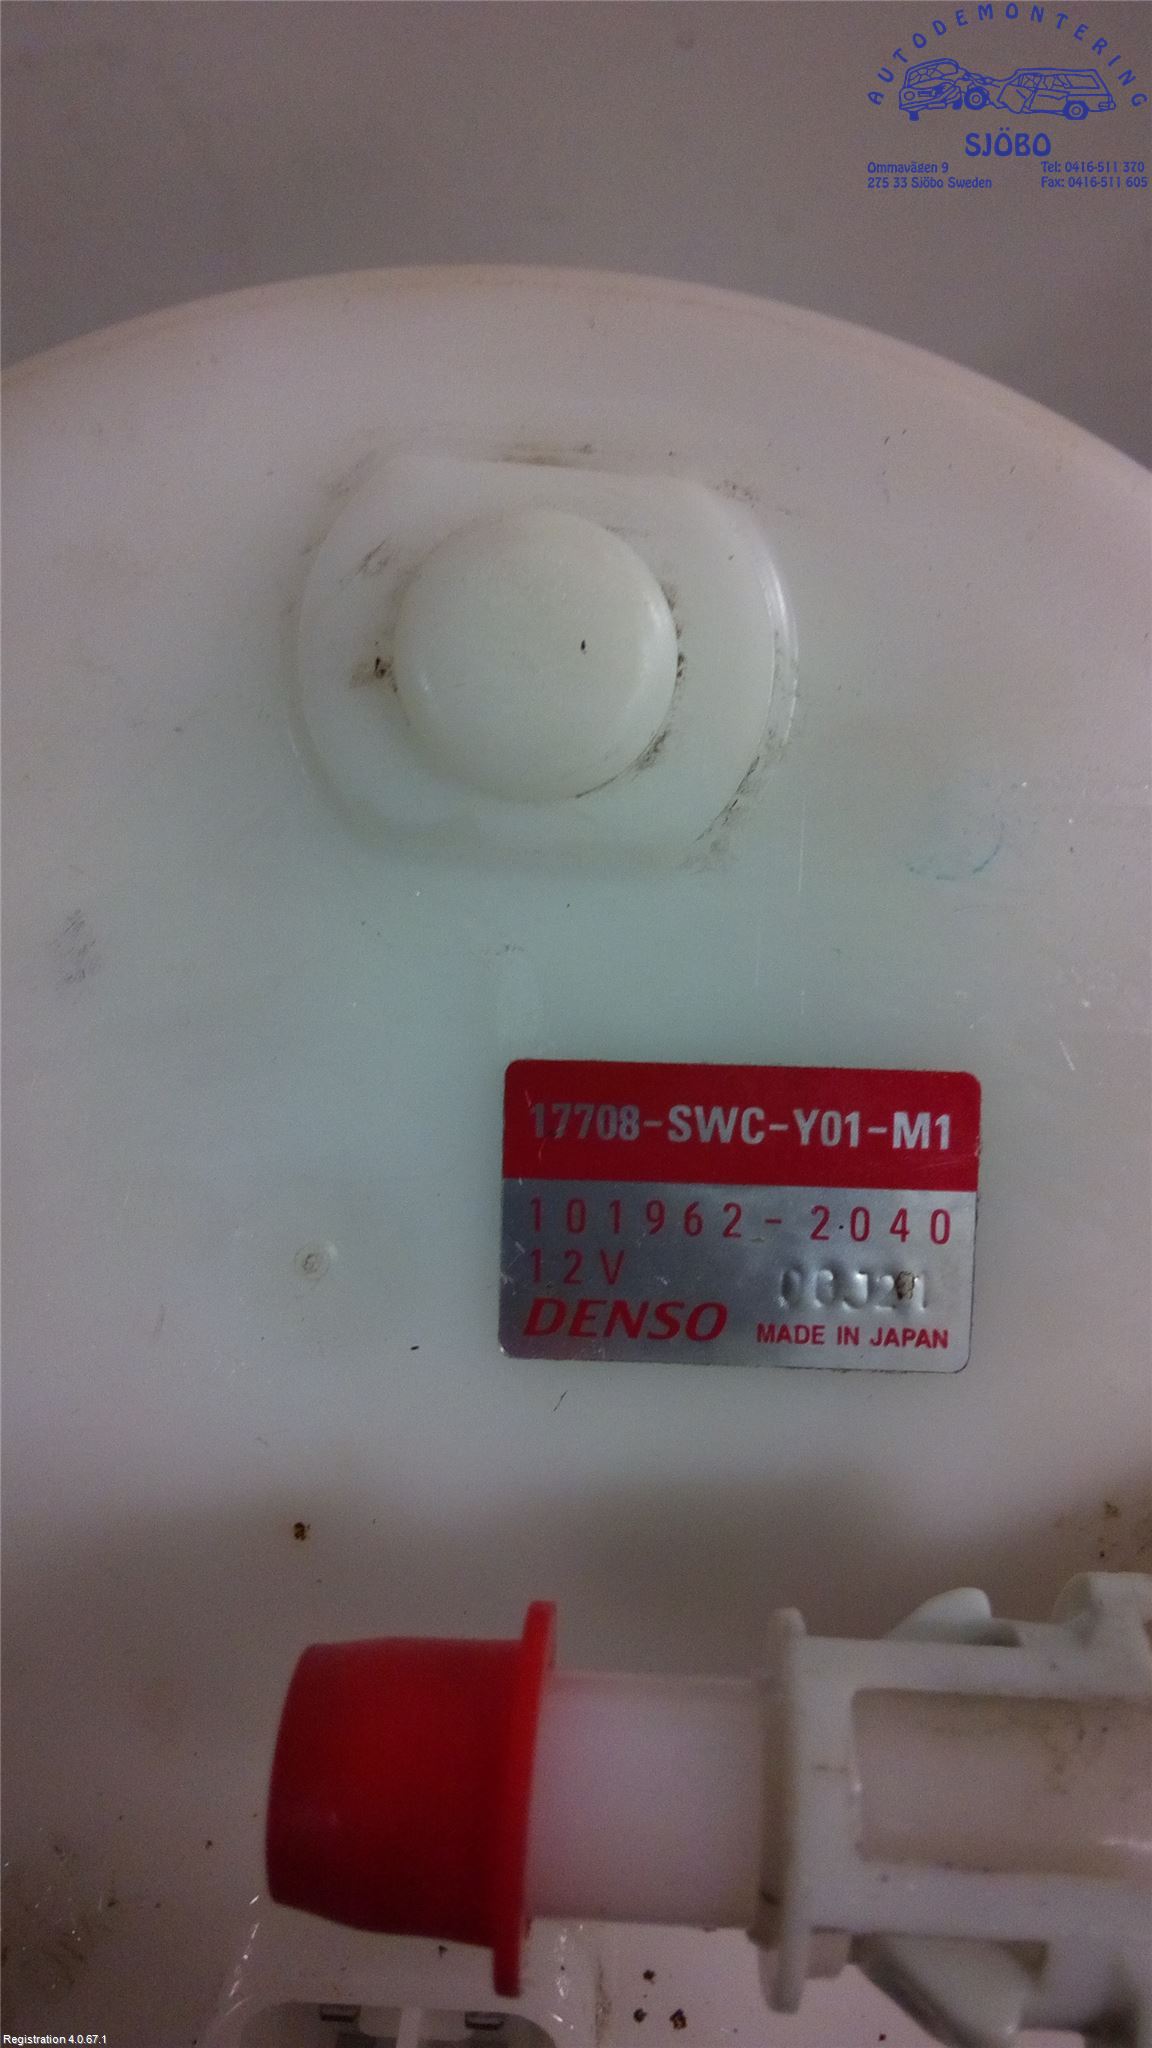 AUTODEMONTERING
SJÖBO
Ommavägen 9 Tel: 0416-511 370
275 33 Sjöbo Sweden Fax: 0416-511 605
17708-SWC-Y01-M1
101962-2040
12V
DENSO
MADE IN JAPAN
Registration 4.0.67.1